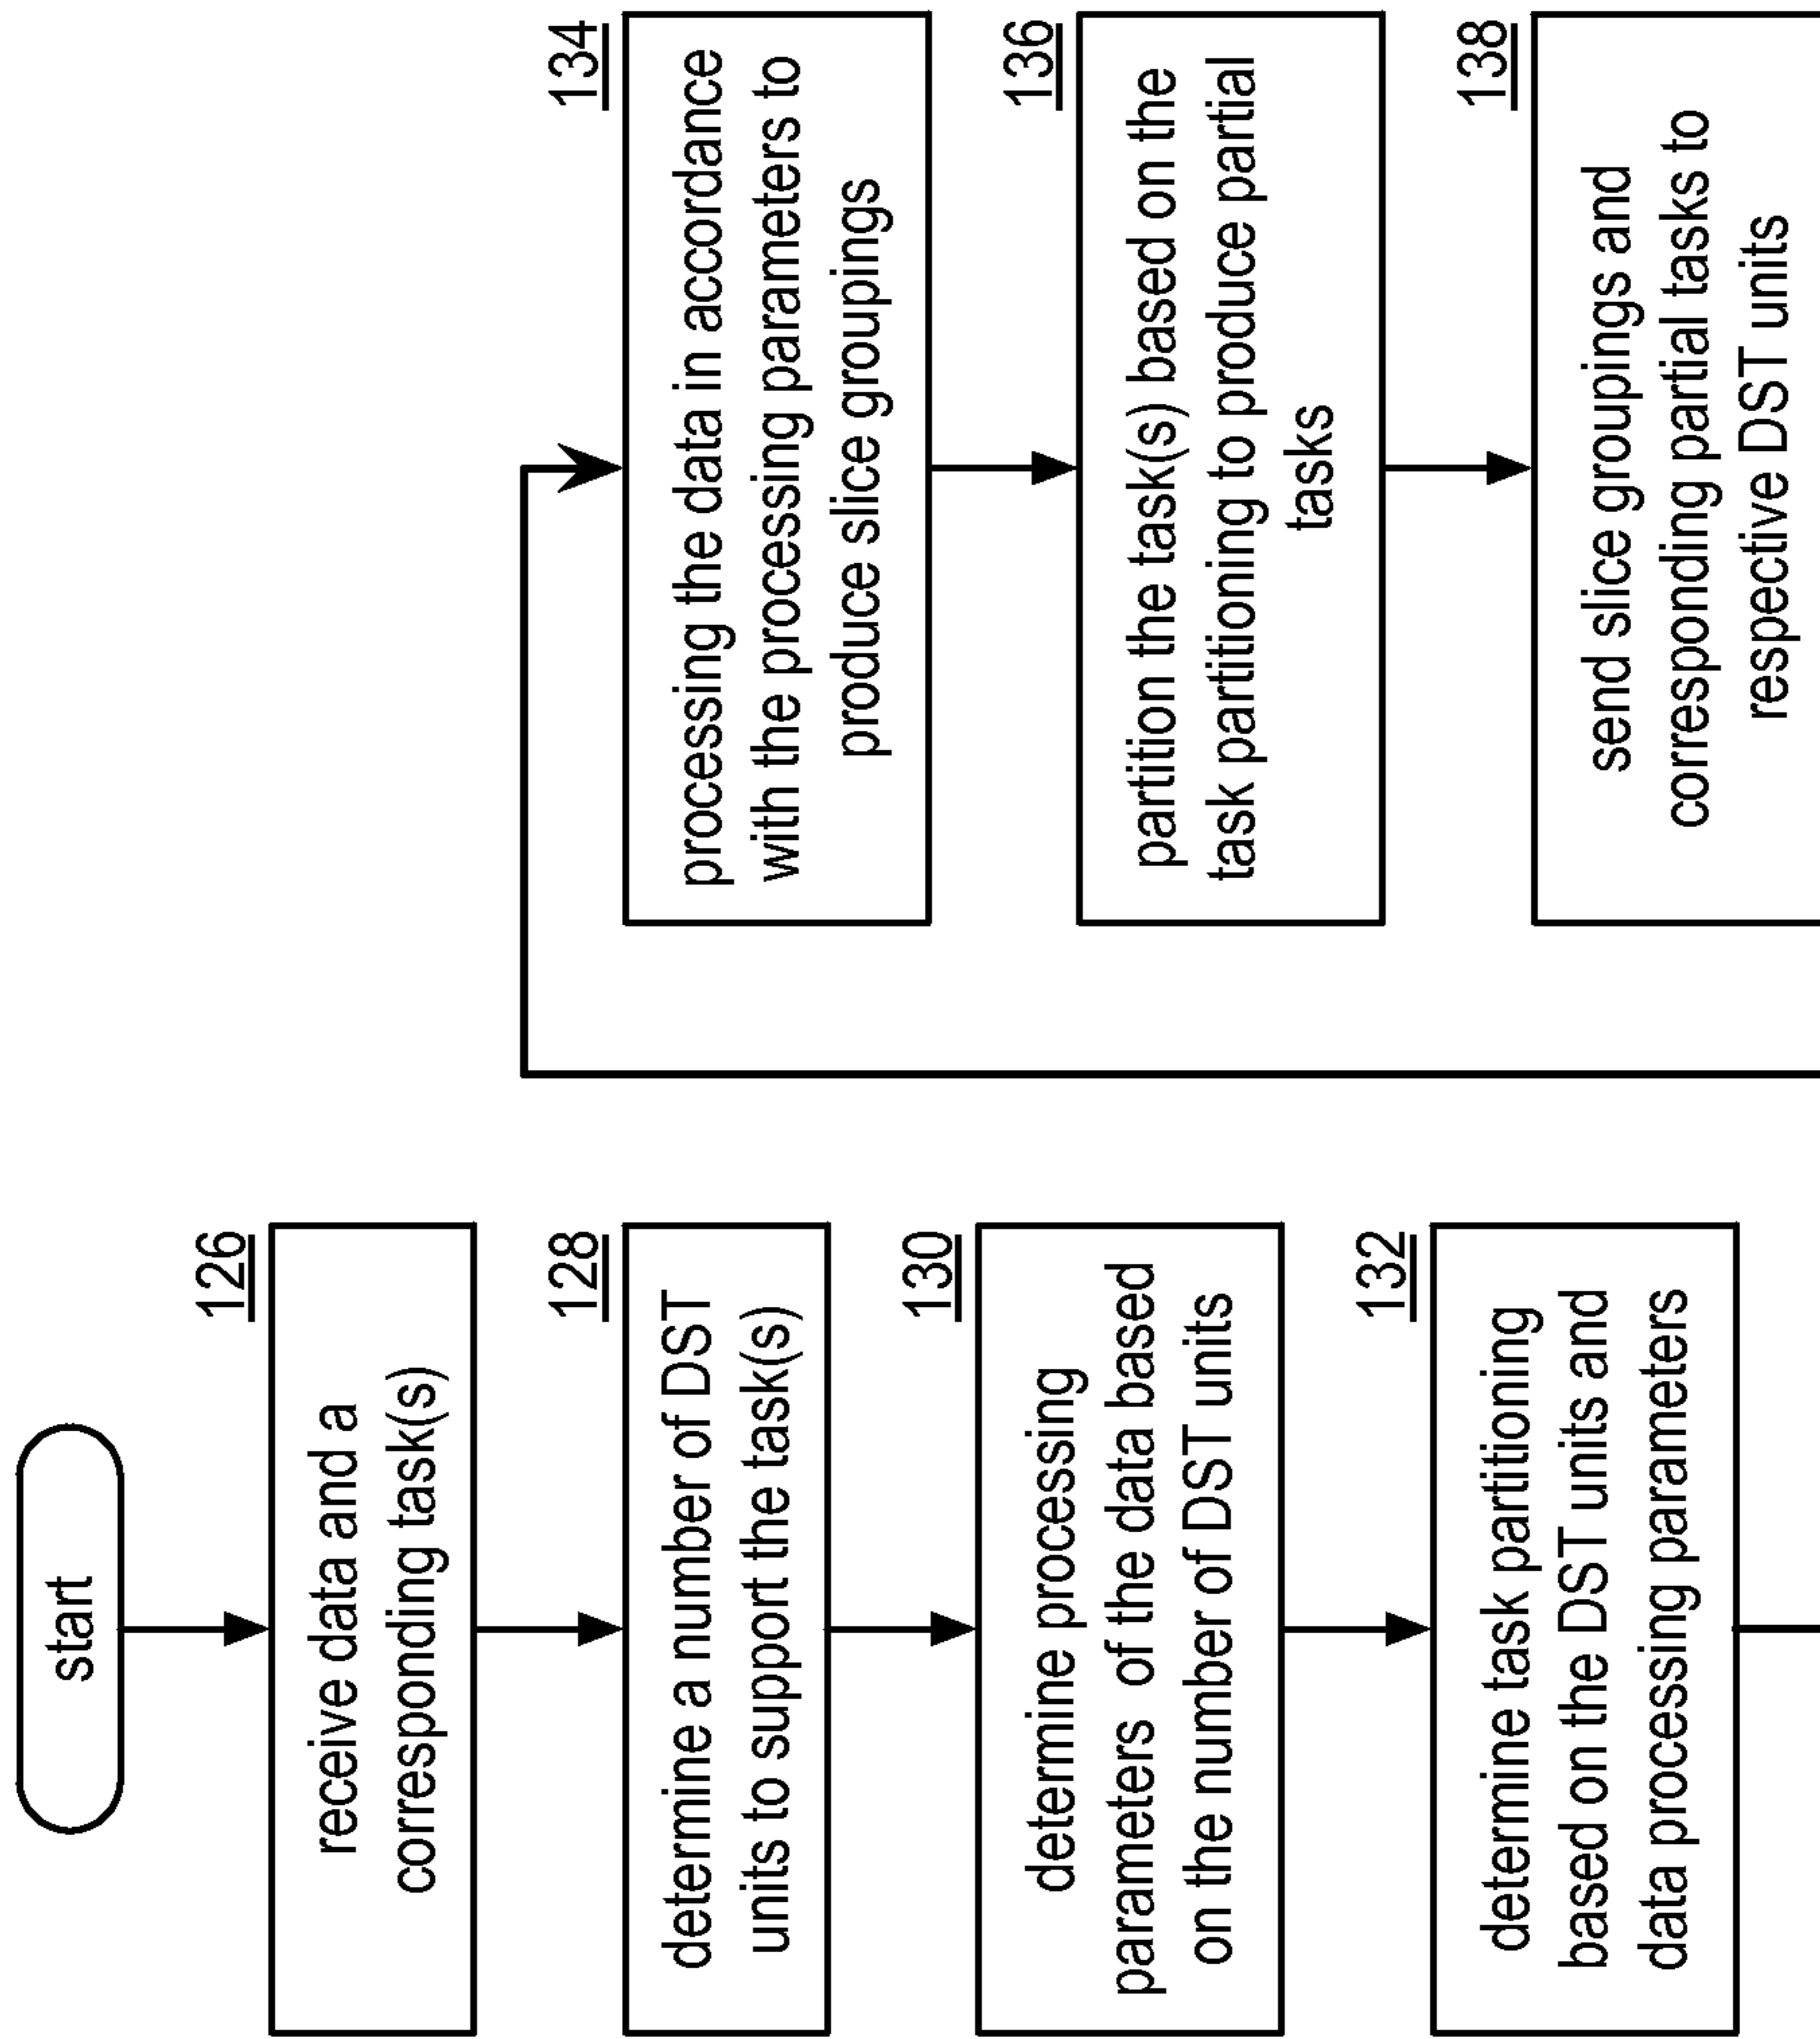 start
126
receive data and a
corresponding task(s)
128
determine a number of DST
units to support the task(s)
130
determine processing
parameters of the data based
on the number of DST units
132
determine task partitioning
based on the DST units and
data processing parameters
134
processing the data in accordance
with the processing parameters to
produce slice groupings
136
partition the task(s) based on the
task partitioning to produce partial
tasks
138
send slice groupings and
corresponding partial tasks to
respective DST units